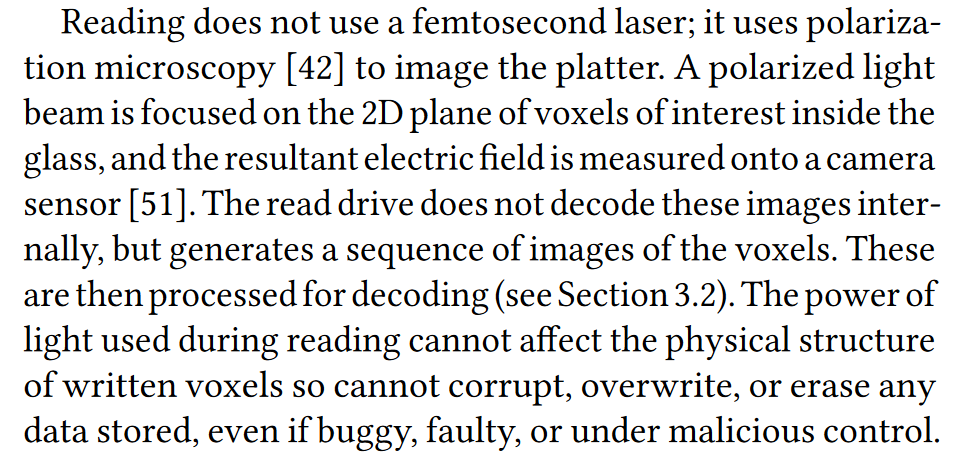 Reading does not use a femtosecond laser; it uses polariza-
tion microscopy [42] to image the platter. A polarized light
beam is focused on the 2D plane of voxels of interest inside the
glass, and the resultant electric field is measured onto a camera
sensor [51]. The read drive does not decode these images inter-
nally, but generates a sequence of images of the voxels. These
are then processed for decoding (see Section 3.2). The power of
light used during reading cannot affect the physical structure
of written voxels so cannot corrupt, overwrite, or erase any
data stored, even if buggy, faulty, or under malicious control.